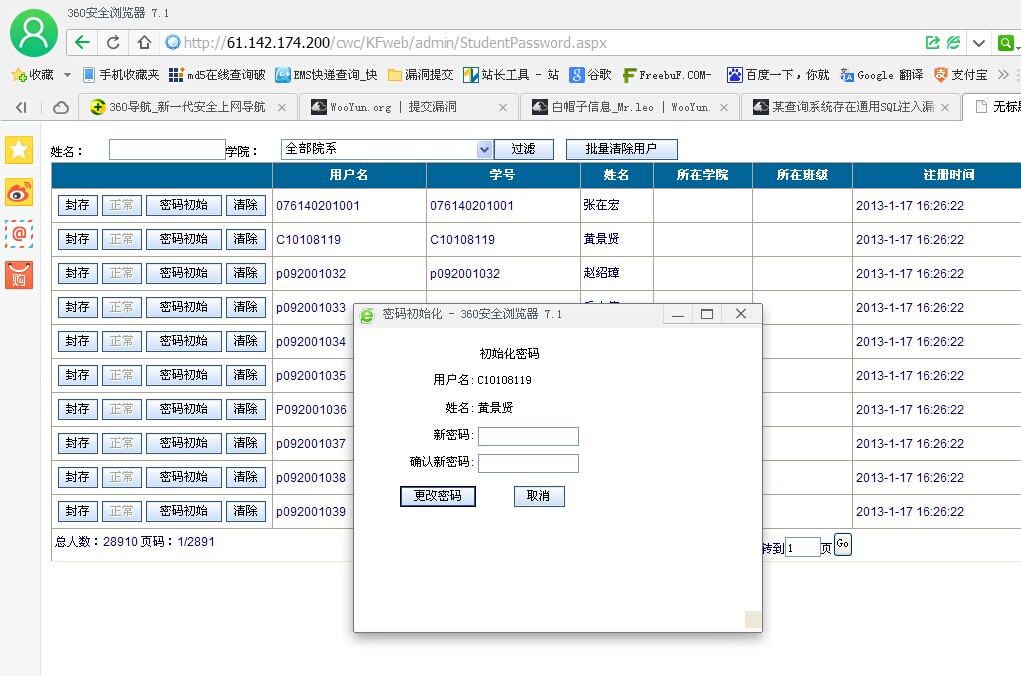 360安全浏览器 7.1
http://61.142.174.200/cwc/KFweb/admin/StudentPassword.aspx
收藏 手机收藏夹 md5在线查询破 EMS快递查询_快 漏洞提交 站长工具 - 站 谷歌 FreebuF.COM- 百度一下，你就 Google 翻译 支付宝
360导航_新一代安全上网导航 WooYun.org | 提交漏洞 白帽子信息_Mr.leo | WooYun. 某查询系统存在通用SQL注入漏 无标
姓名： 学院： 全部院系 过滤 批量清除用户
用户名 学号 姓名 所在学院 所在班级 注册时间
封存 正常 密码初始 清除 076140201001 076140201001 张在宏 2013-1-17 16:26:22
封存 正常 密码初始 清除 C10108119 C10108119 黄景贤 2013-1-17 16:26:22
封存 正常 密码初始 清除 p092001032 p092001032 赵绍璋 2013-1-17 16:26:22
封存 正常 密码初始 清除 p092001033 2013-1-17 16:26:22
封存 正常 密码初始 清除 p092001034 2013-1-17 16:26:22
封存 正常 密码初始 清除 p092001035 2013-1-17 16:26:22
封存 正常 密码初始 清除 P092001036 2013-1-17 16:26:22
封存 正常 密码初始 清除 p092001037 2013-1-17 16:26:22
封存 正常 密码初始 清除 p092001038 2013-1-17 16:26:22
封存 正常 密码初始 清除 p092001039 2013-1-17 16:26:22
总人数：28910 页码：1/2891 转到 1 页 Go
密码初始化 - 360安全浏览器 7.1
初始化密码
用户名: C10108119
姓名: 黄景贤
新密码:
确认新密码:
更改密码 取消
@
购